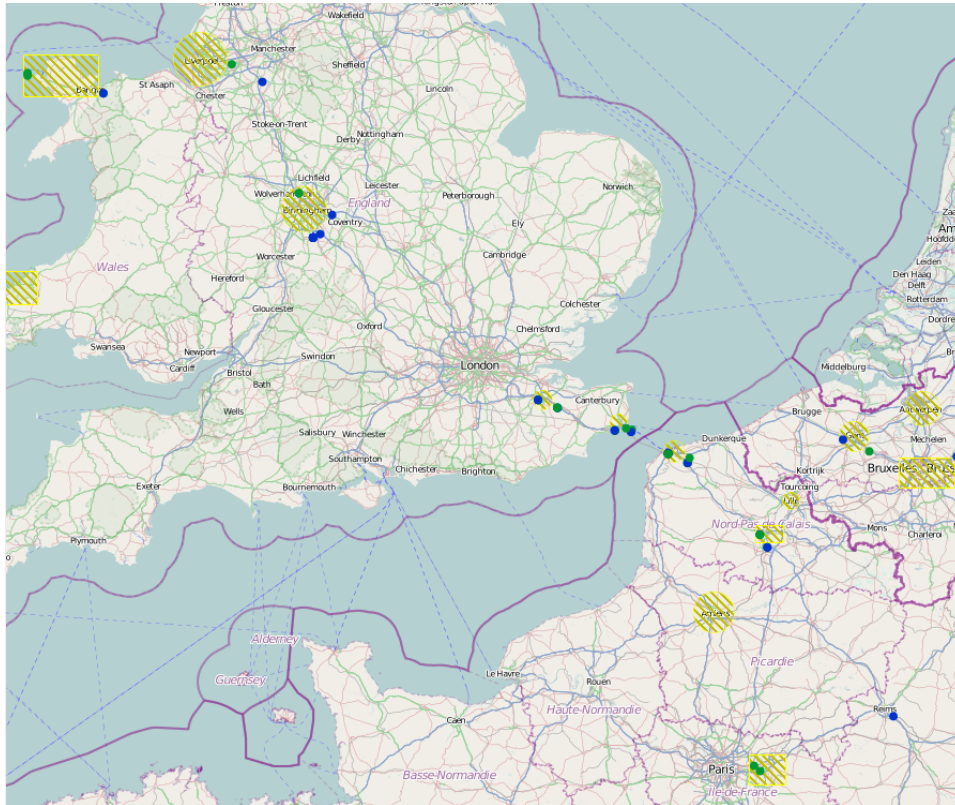 Preston
Wakefield
Manchester
Liverpool
Sheffield
St Asaph
Chester
Lincoln
Stoke-on-Trent
Derby
Nottingham
Lichfield
Leicester
Peterborough
Norwich
England
Birmingham
Coventry
Ely
Worcester
Cambridge
Wales
Hereford
Gloucester
Colchester
Oxford
Chelmsford
Swansea
Newport
Cardiff
Swindon
London
Bristol
Bath
Canterbury
Wells
Salisbury
Winchester
Southampton
Chichester
Brighton
Exeter
Bournemouth
Plymouth
Leiden
Den Haag
Delft
Rotterdam
Middelburg
Brugge
Antwerpen
Dunkerque
Gent
Mechelen
Kortrijk
Tourcoing
Lille
Nord-Pas de Calais
Mons
Charleroi
Amiens
Alderney
Guernsey
Picardie
Le Havre
Rouen
Haute-Normandie
Reims
Caen
Basse-Normandie
Paris
Île-de-France